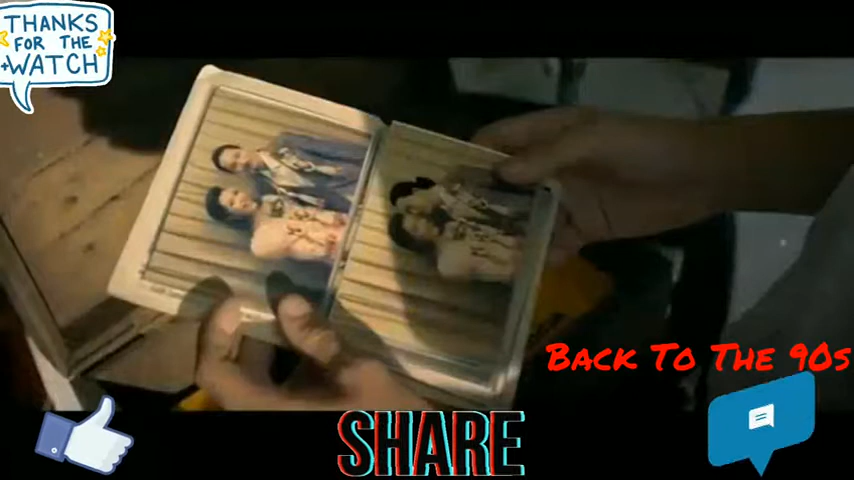 THANKS
FOR THE
WATCH
BACK TO THE 90s
SHARE